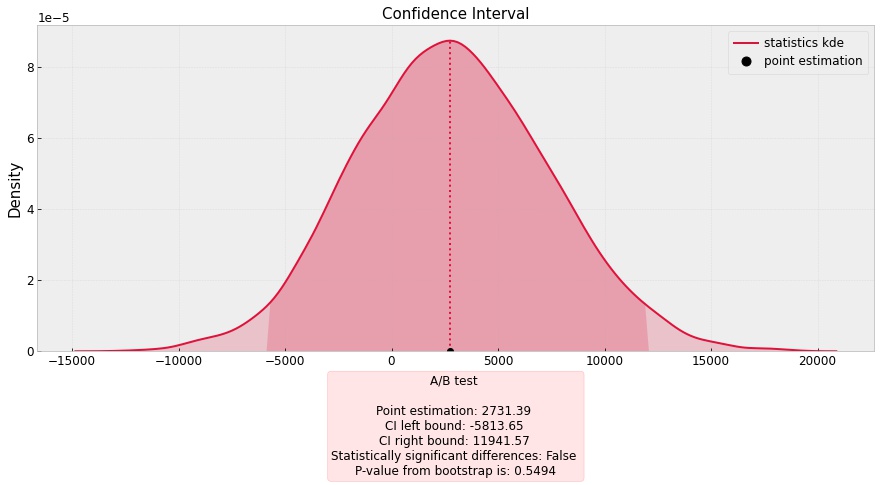 Confidence Interval
1e−5
statistics kde
point estimation
Density
8
6
4
2
0
−15000 −10000 −5000 0 5000 10000 15000 20000
A/B test
Point estimation: 2731.39
CI left bound: -5813.65
CI right bound: 11941.57
Statistically significant differences: False
P-value from bootstrap is: 0.5494